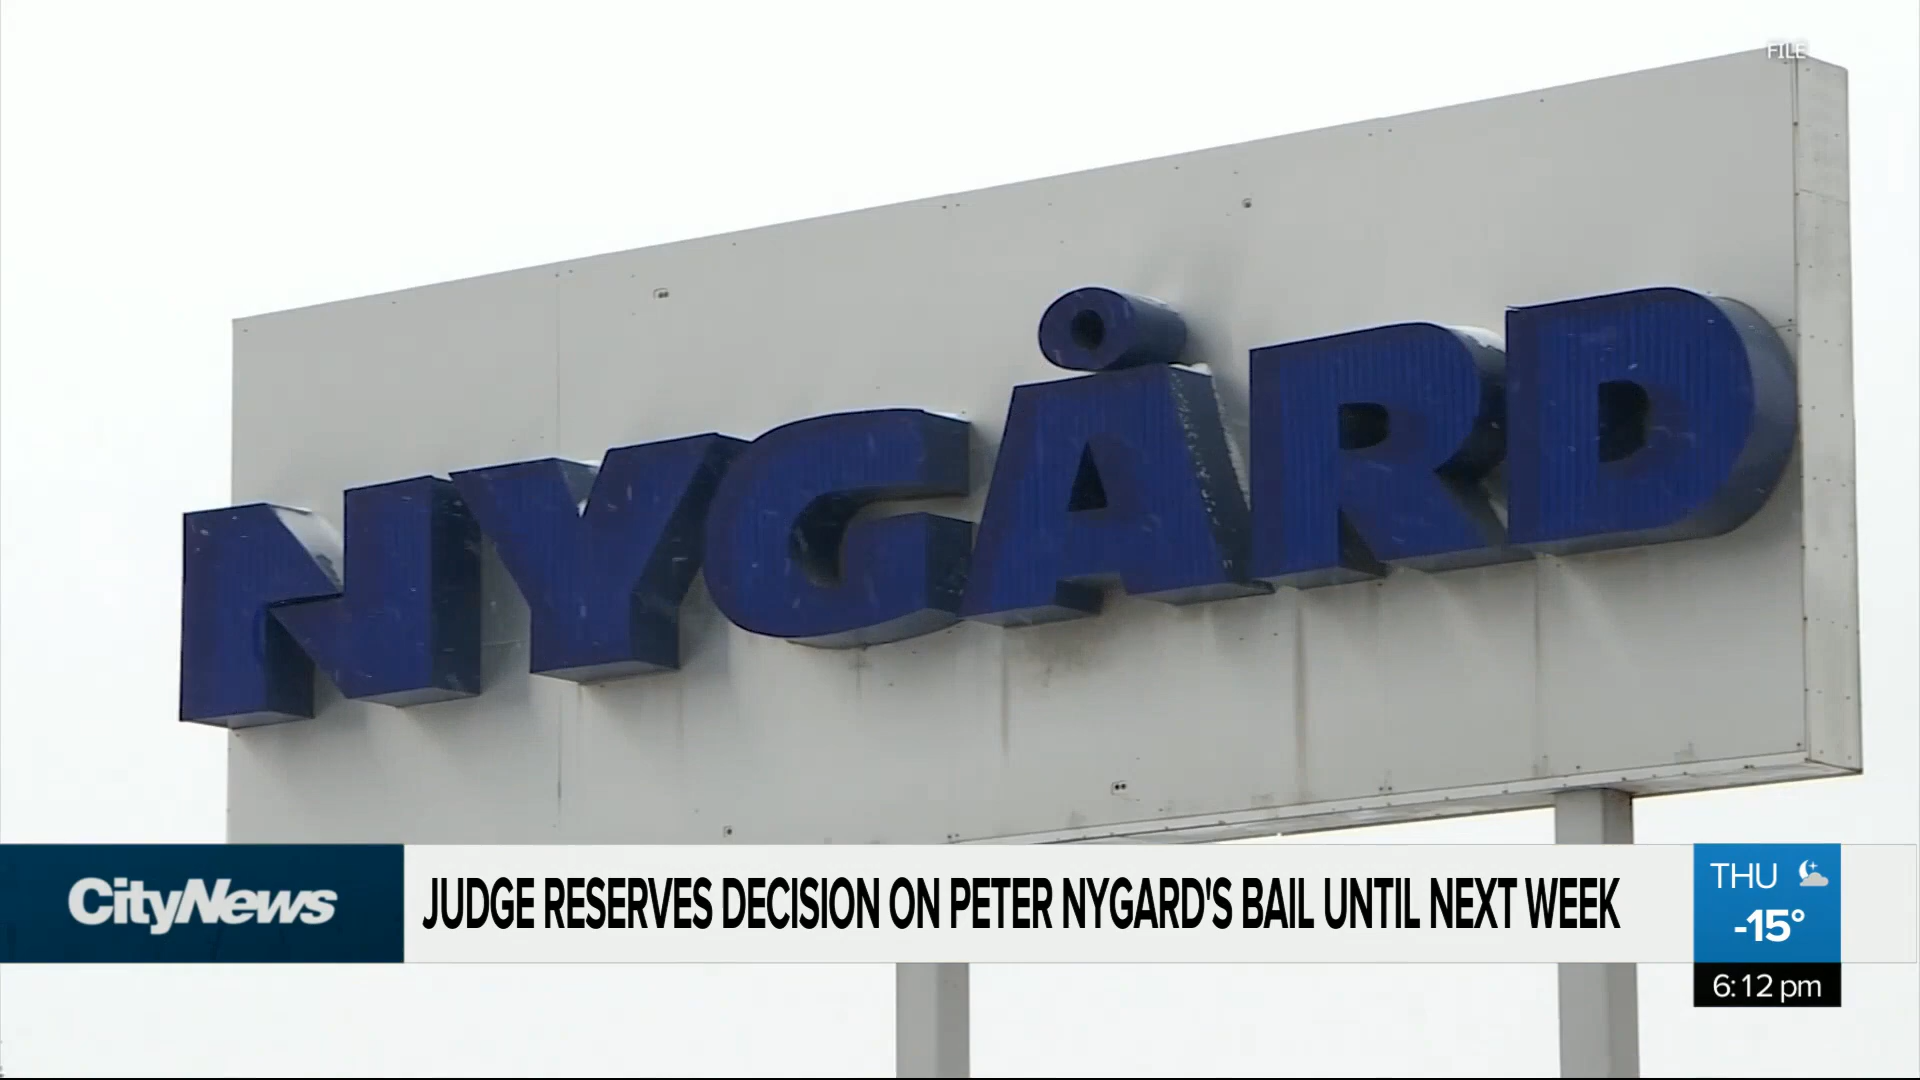 FILE
NYGÅRD
CityNews
JUDGE RESERVES DECISION ON PETER NYGARD'S BAIL UNTIL NEXT WEEK
THU
-15°
6:12 pm